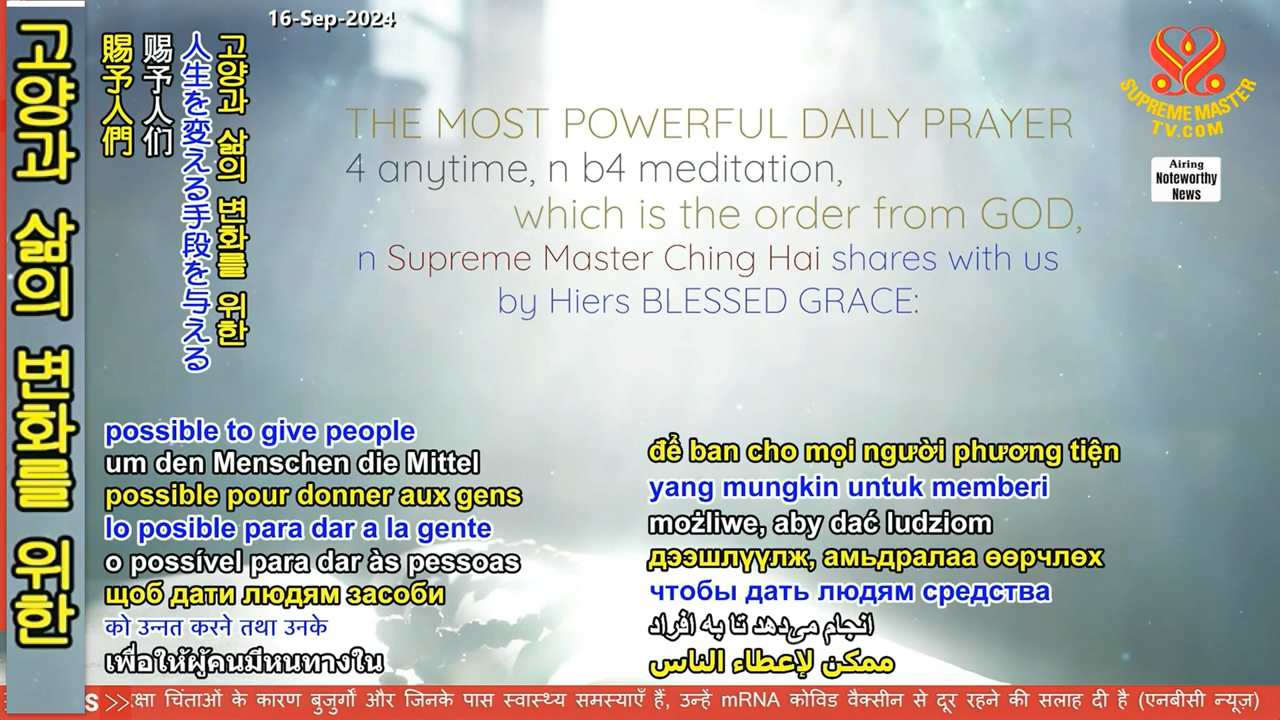 16-Sep-2024
고양과 삶의 변화를 위한
賜予人們
赐予人们
人生を変える手段を与える
고양과 삶의 변화를 위한
THE MOST POWERFUL DAILY PRAYER
4 anytime, n b4 meditation,
which is the order from GOD,
n Supreme Master Ching Hai shares with us
by Hiers BLESSED GRACE:
SUPREME MASTER
TV.COM
Airing
Noteworthy
News
possible to give people
um den Menschen die Mittel
possible pour donner aux gens
lo posible para dar a la gente
o possível para dar às pessoas
щоб дати людям засоби
को उन्नत करने तथा उनके
เพื่อให้ผู้คนมีหนทางใน
để ban cho mọi người phương tiện
yang mungkin untuk memberi
możliwe, aby dać ludziom
дээшлүүлж, амьдралаа өөрчлөх
чтобы дать людям средства
انجام می‌دهد تا به افراد
ممكن لإعطاء الناس
S >> क्षा चिंताओं के कारण बुजुर्गो और जिनके पास स्वास्थ्य समस्याएँ हैं, उन्हें mRNA कोविड वैक्सीन से दूर रहने की सलाह दी है (एनबीसी न्यूज़)